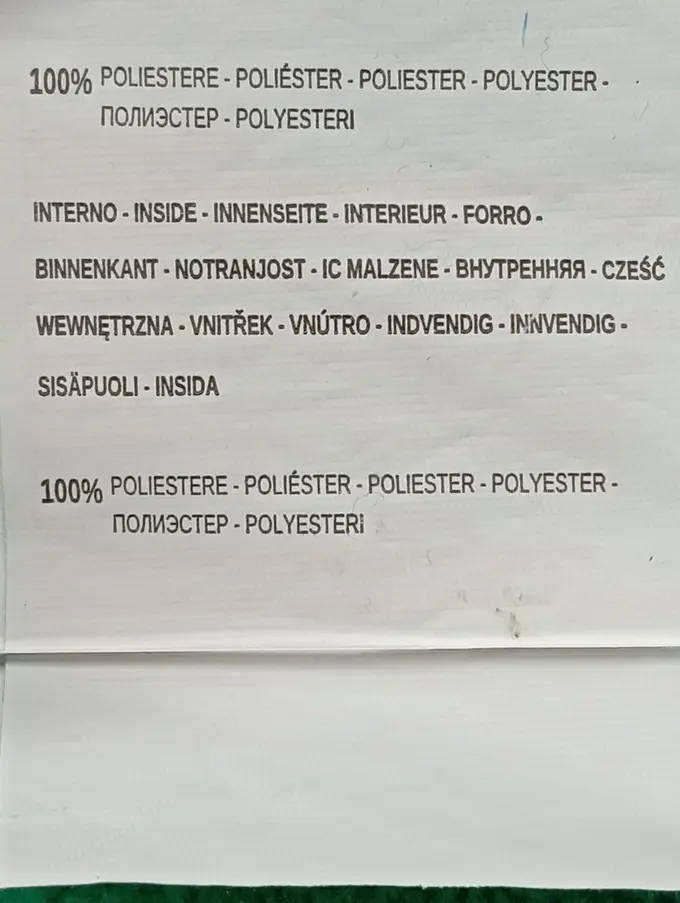 100% POLIESTERE - POLIÉSTER - POLIESTER - POLYESTER -
ПОЛИЭСТЕР - POLYESTERI
INTERNO - INSIDE - INNENSEITE - INTERIEUR - FORRO -
BINNENKANT - NOTRANJOST - IC MALZENE - ВНУТРЕННЯЯ - CZEŚĆ
WEWNĘTRZNA - VNITŘEK - VNÚTRO - INDVENDIG - INNVENDIG -
SISÄPUOLI - INSIDA
100% POLIESTERE - POLIÉSTER - POLIESTER - POLYESTER -
ПОЛИЭСТЕР - POLYESTERI